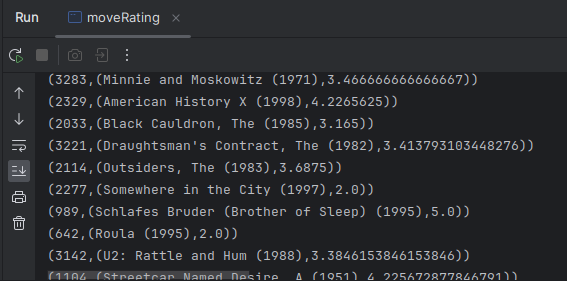 Run moveRating
(3283,(Minnie and Moskowitz (1971),3.466666666666667))
(2329,(American History X (1998),4.2265625))
(2033,(Black Cauldron, The (1985),3.165))
(3221,(Draughtsman's Contract, The (1982),3.413793103448276))
(2114,(Outsiders, The (1983),3.6875))
(2277,(Somewhere in the City (1997),2.0))
(989,(Schlafes Bruder (Brother of Sleep) (1995),5.0))
(642,(Roula (1995),2.0))
(3142,(U2: Rattle and Hum (1988),3.3846153846153846))
(1104,(Streetcar Named Desire, A (1951),4.225672877846791))